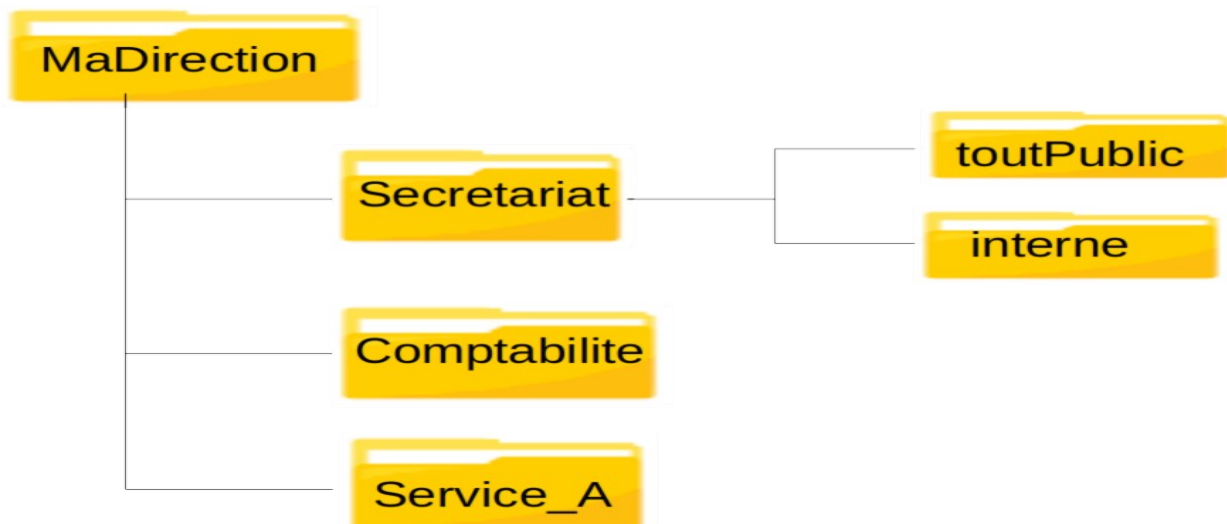 MaDirection
Secretariat
toutPublic
interne
Comptabilite
Service_A